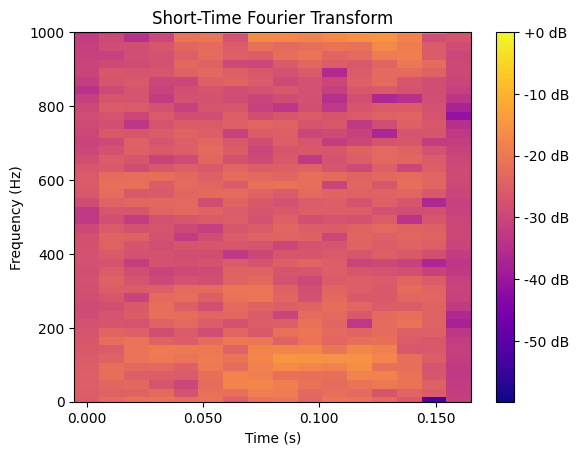 Short-Time Fourier Transform
1000
800
600
400
200
0
Frequency (Hz)
0.000
0.050
0.100
0.150
Time (s)
+0 dB
-10 dB
-20 dB
-30 dB
-40 dB
-50 dB